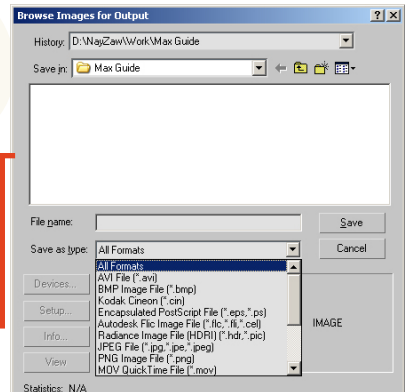 Browse Images for Output
History: D:\NayZaw\Work\Max Guide
Save in: Max Guide
File name: Save
Save as type: All Formats Cancel
All Formats
AVI File (*.avi)
BMP Image File (*.bmp)
Kodak Cineon (*.cin)
Encapsulated PostScript File (*.eps,*.ps)
Autodesk Flic Image File (*.flc,*.fli,*.cel)
Radiance Image File (HDRI) (*.hdr,*.pic)
JPEG File (*.jpg,*.jpe,*.jpeg)
PNG Image File (*.png)
MOV QuickTime File (*.mov)
Devices...
Setup...
Info...
View
IMAGE
Statistics: N/A